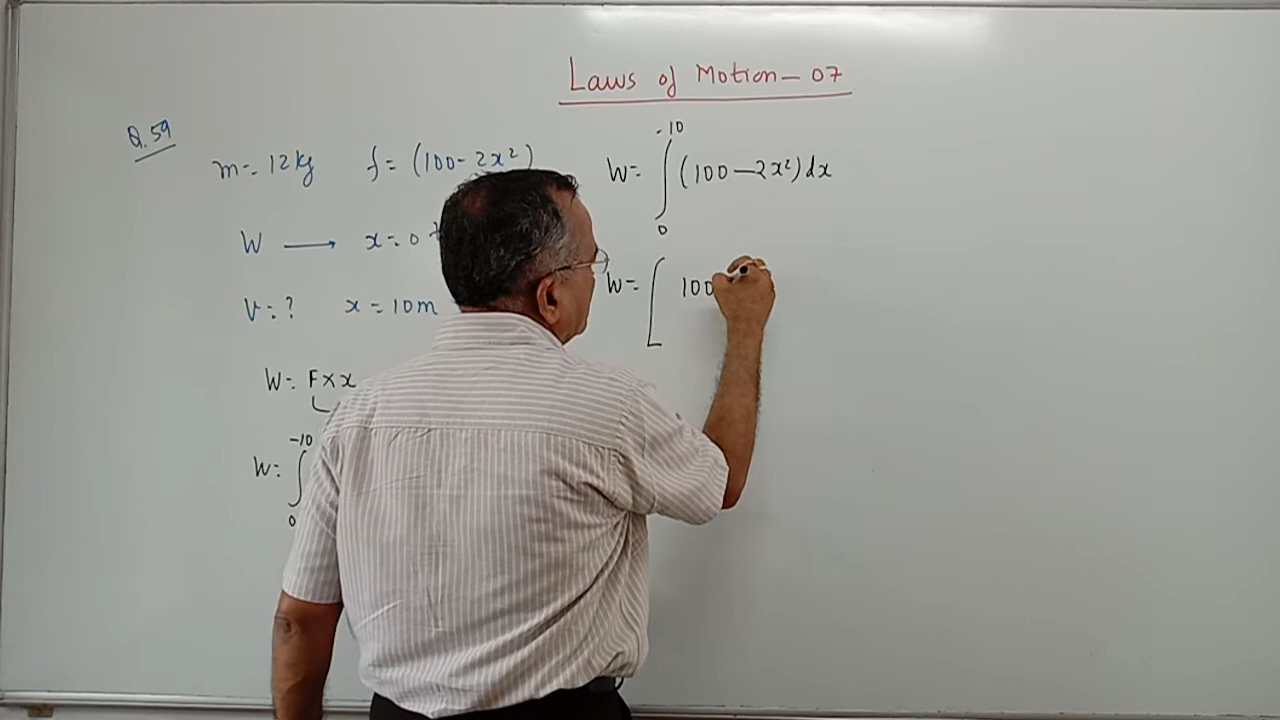 Laws of Motion - 07
Q.59
m = 12kg f = (100 - 2x²)
W → x = 0
V = ? x = 10m
W = F × x
W = ∫ -10 0
W = ∫ -10 0 (100 - 2x²) dx
W = [ 100